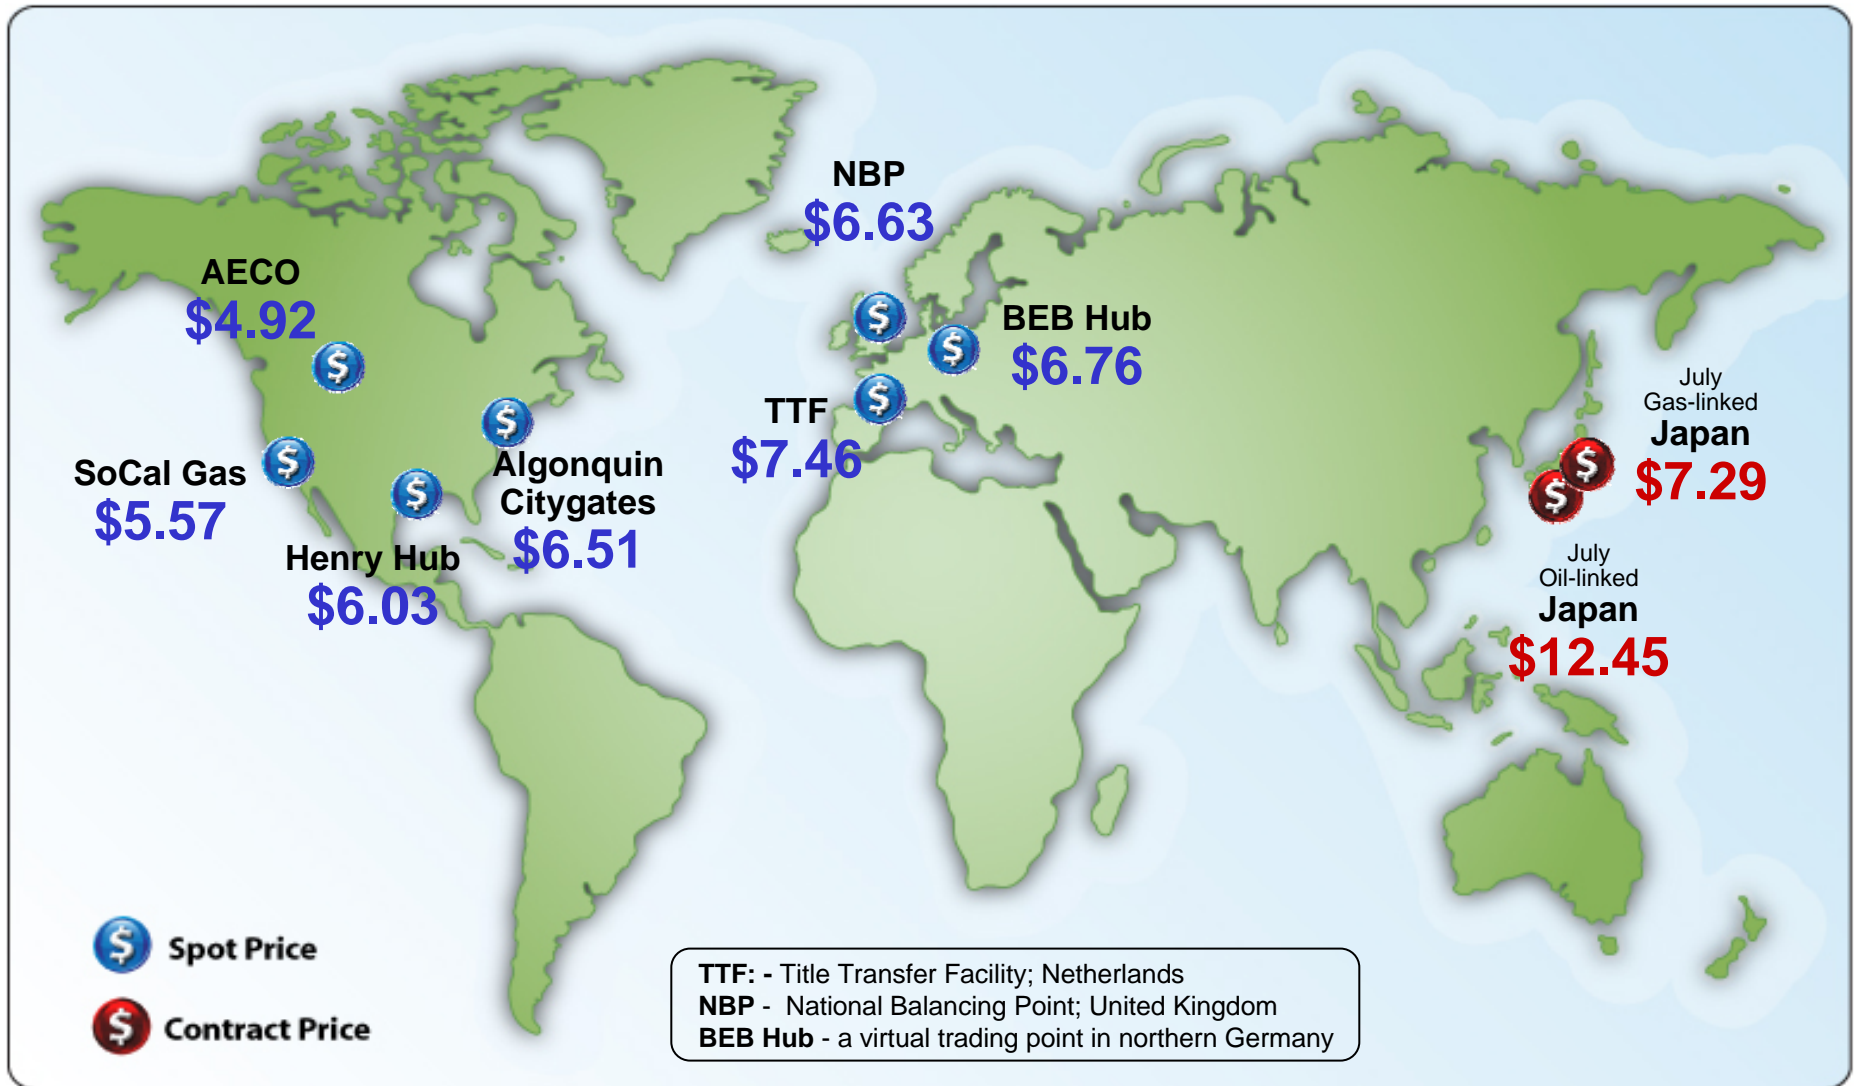 NBP
$6.63
AECO
$4.92
BEB Hub
$6.76
July
Gas-linked
Japan
$7.29
TTF
$7.46
SoCal Gas
$5.57
Algonquin
Citygates
$6.51
Henry Hub
$6.03
July
Oil-linked
Japan
$12.45
$ Spot Price
$ Contract Price
TTF: - Title Transfer Facility; Netherlands
NBP - National Balancing Point; United Kingdom
BEB Hub - a virtual trading point in northern Germany